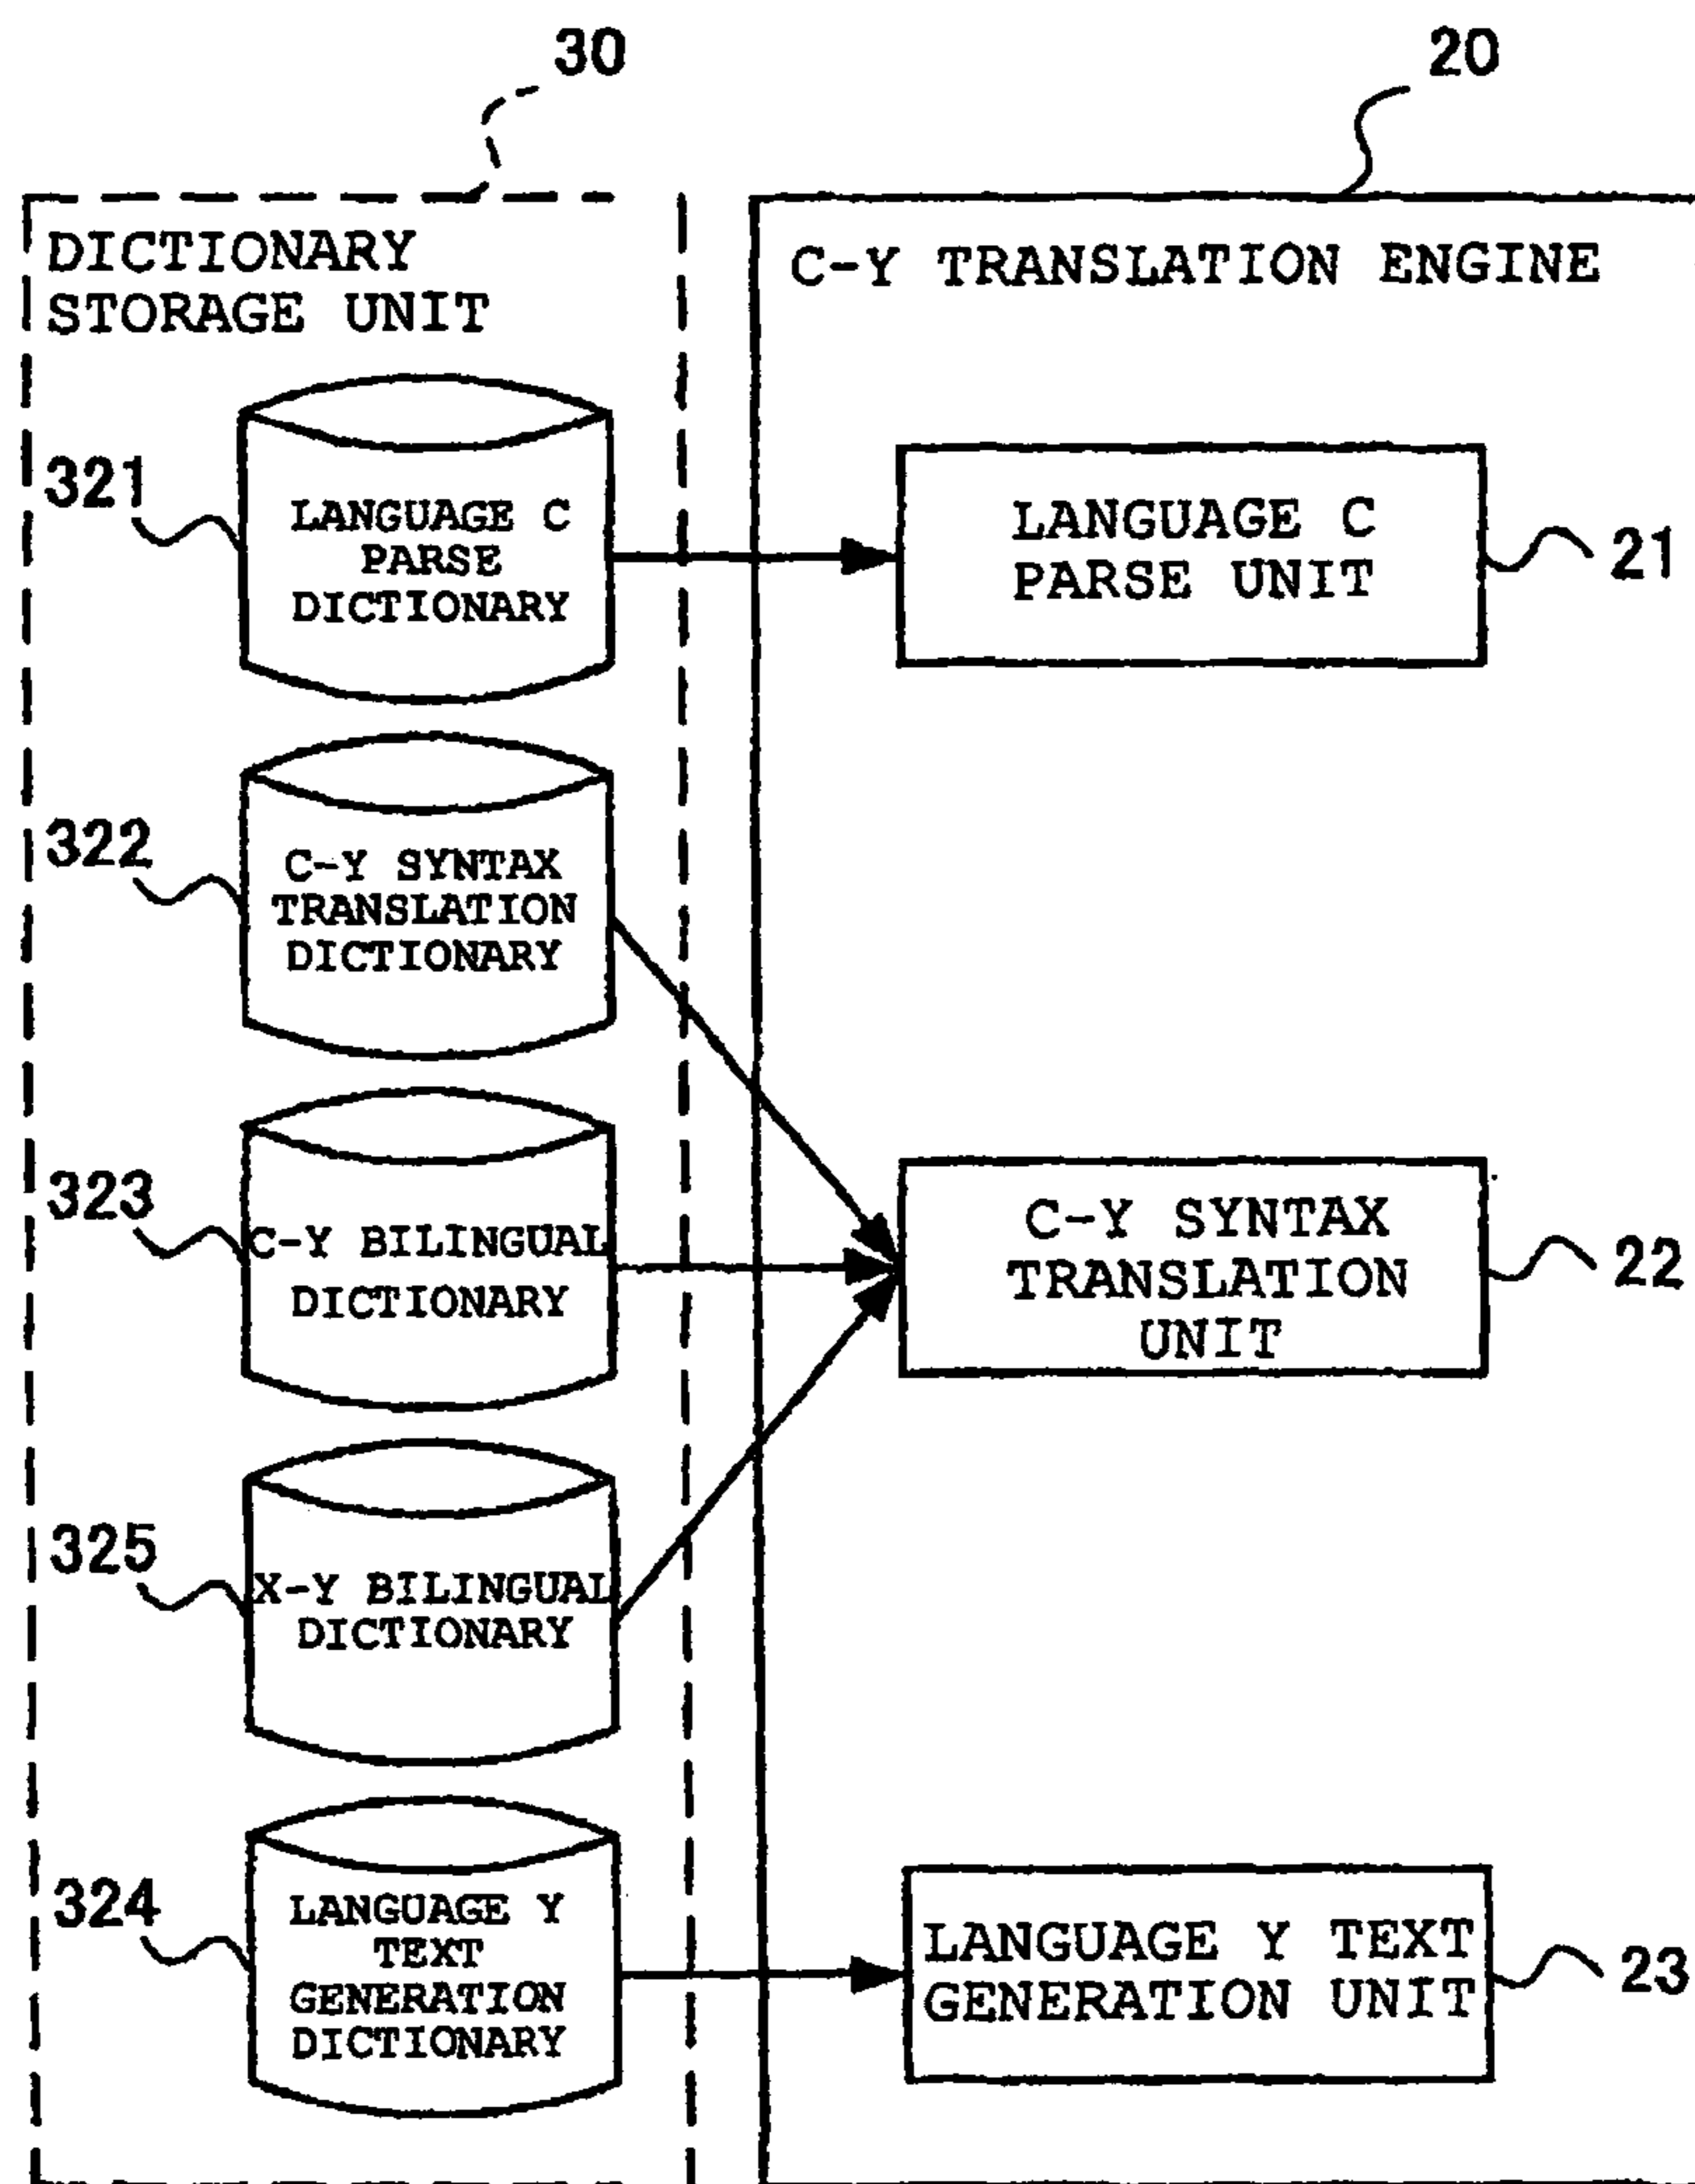 30
20
DICTIONARY
STORAGE UNIT
C-Y TRANSLATION ENGINE
321
LANGUAGE C
PARSE
DICTIONARY
LANGUAGE C
PARSE UNIT
21
322
C-Y SYNTAX
TRANSLATION
DICTIONARY
323
C-Y BILINGUAL
DICTIONARY
C-Y SYNTAX
TRANSLATION
UNIT
22
325
X-Y BILINGUAL
DICTIONARY
324
LANGUAGE Y
TEXT
GENERATION
DICTIONARY
LANGUAGE Y TEXT
GENERATION UNIT
23